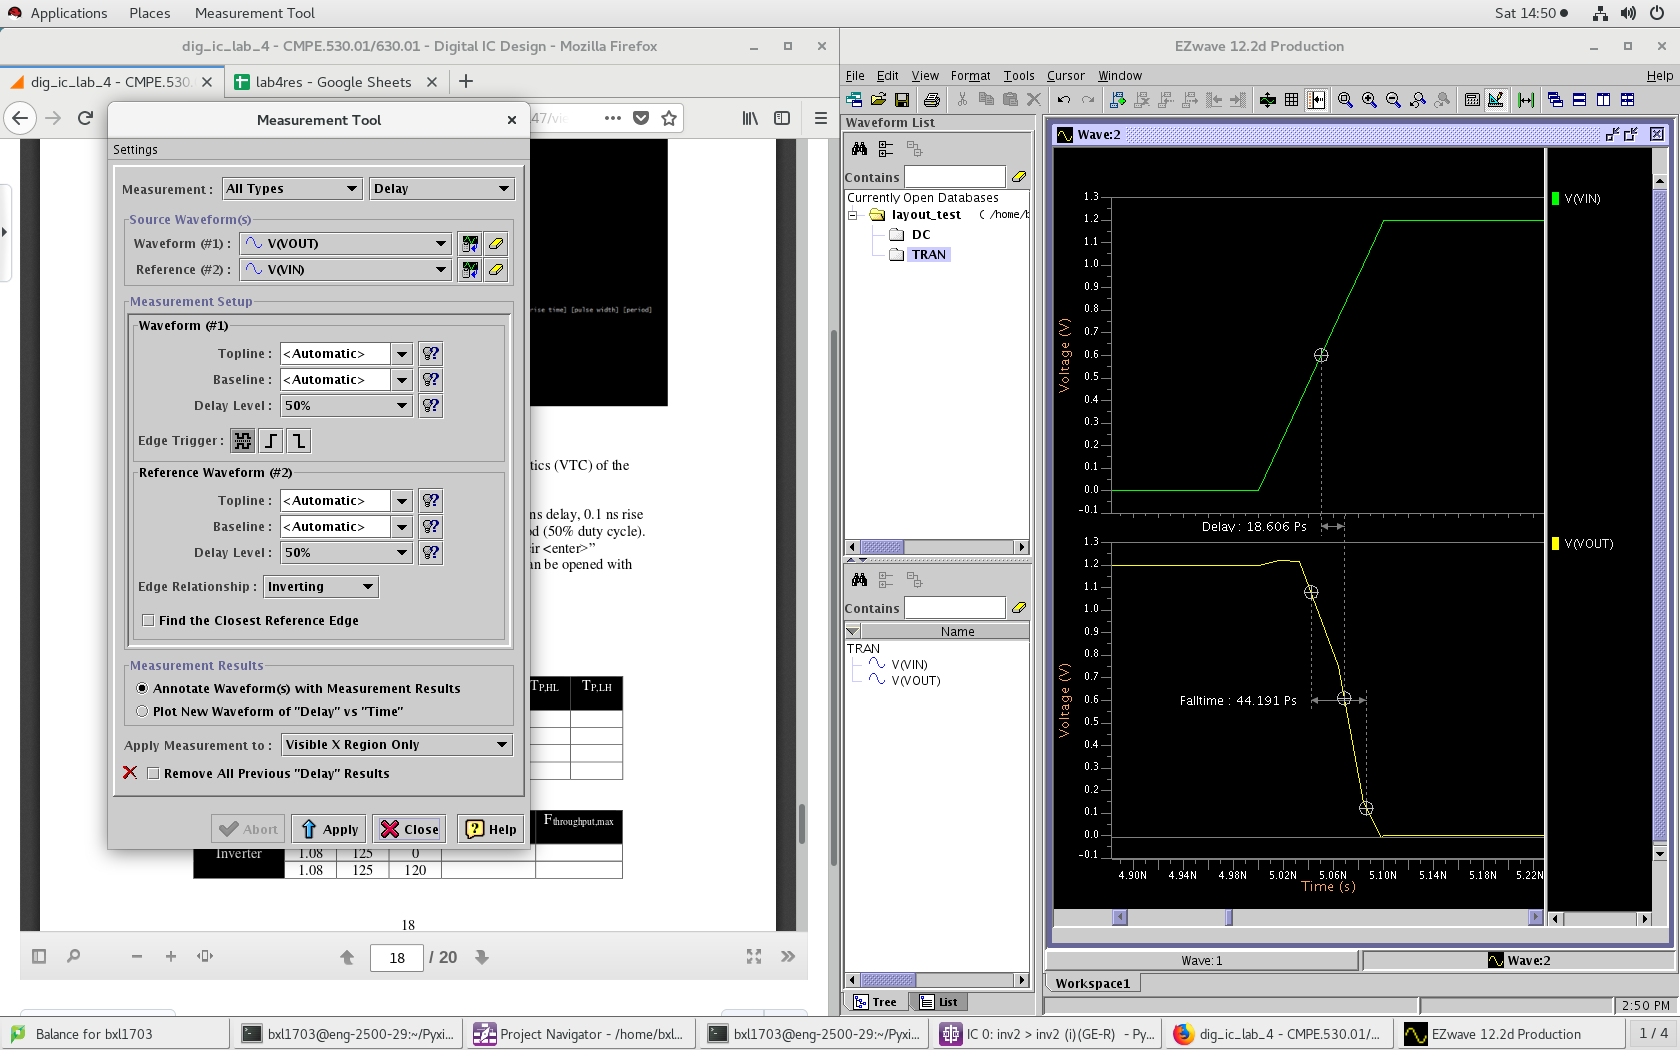 Applications Places Measurement Tool Sat 14:50
dig_ic_lab_4 - CMPE.530.01/630.01 - Digital IC Design - Mozilla Firefox
dig_ic_lab_4 - CMPE.530. lab4res - Google Sheets
47/vi
Measurement Tool
Settings
Measurement : All Types Delay
Source Waveform(s)
Waveform (#1) : V(VOUT)
Reference (#2) : V(VIN)
Measurement Setup
Waveform (#1)
Topline : <Automatic>
Baseline : <Automatic>
Delay Level : 50%
Edge Trigger :
Reference Waveform (#2)
Topline : <Automatic>
Baseline : <Automatic>
Delay Level : 50%
Edge Relationship : Inverting
Find the Closest Reference Edge
Measurement Results
Annotate Waveform(s) with Measurement Results
Plot New Waveform of "Delay" vs "Time"
Apply Measurement to : Visible X Region Only
Remove All Previous "Delay" Results
Abort Apply Close Help
rise time] [pulse width] [period]
tics (VTC) of the
ns delay, 0.1 ns rise
od (50% duty cycle).
ir <enter>”
an be opened with
TP,HL TP,LH
Fthroughput,max
Inverter 1.08 125 0
1.08 125 120
18
18 / 20
EZwave 12.2d Production
File Edit View Format Tools Cursor Window Help
Waveform List
Contains
Currently Open Databases
layout_test ( /home/b
DC
TRAN
Contains
Name
TRAN
V(VIN)
V(VOUT)
Tree List
Wave:2
1.3
1.2
1.1
1.0
0.9
0.8
0.7
0.6
0.5
0.4
0.3
0.2
0.1
0.0
-0.1
Voltage (V)
V(VIN)
Delay : 18.606 Ps
1.3
1.2
1.1
1.0
0.9
0.8
0.7
0.6
0.5
0.4
0.3
0.2
0.1
0.0
-0.1
Voltage (V)
V(VOUT)
Falltime : 44.191 Ps
4.90N 4.94N 4.98N 5.02N 5.06N 5.10N 5.14N 5.18N 5.22N
Time (s)
Wave:1 Wave:2
Workspace1
2:50 PM
Balance for bxl1703 bxl1703@eng-2500-29:~/Pyxi... Project Navigator - /home/bxl... bxl1703@eng-2500-29:~/Pyxi... IC 0: inv2 > inv2 (i)(GE-R) - Py... dig_ic_lab_4 - CMPE.530.01/... EZwave 12.2d Production 1 / 4